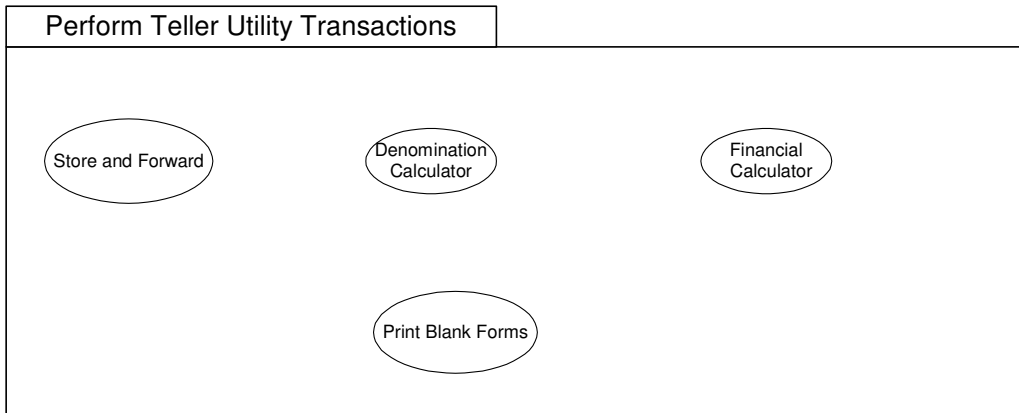 Perform Teller Utility Transactions
Store and Forward
Denomination
Calculator
Financial
Calculator
Print Blank Forms